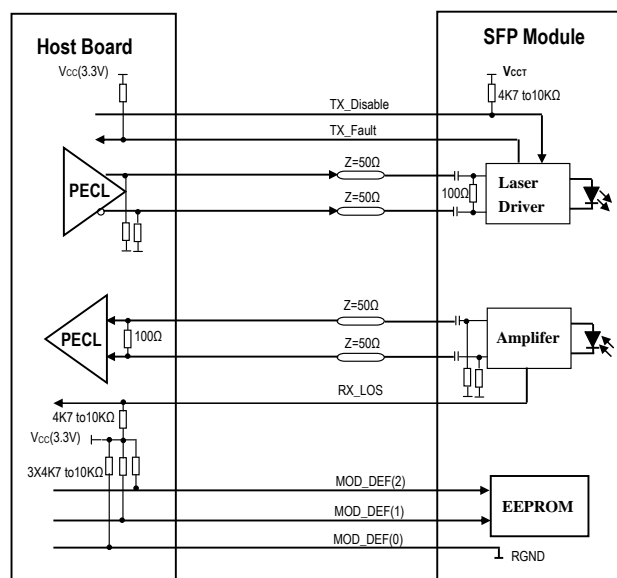 Host Board
SFP Module
Vcc(3.3V)
VCCT
4K7 to10KΩ
TX_Disable
TX_Fault
Z=50Ω
PECL
100Ω
Laser
Driver
Z=50Ω
Z=50Ω
PECL
100Ω
Amplifer
Z=50Ω
RX_LOS
4K7 to10KΩ
Vcc(3.3V)
3X4K7 to10KΩ
MOD_DEF(2)
EEPROM
MOD_DEF(1)
MOD_DEF(0)
RGND